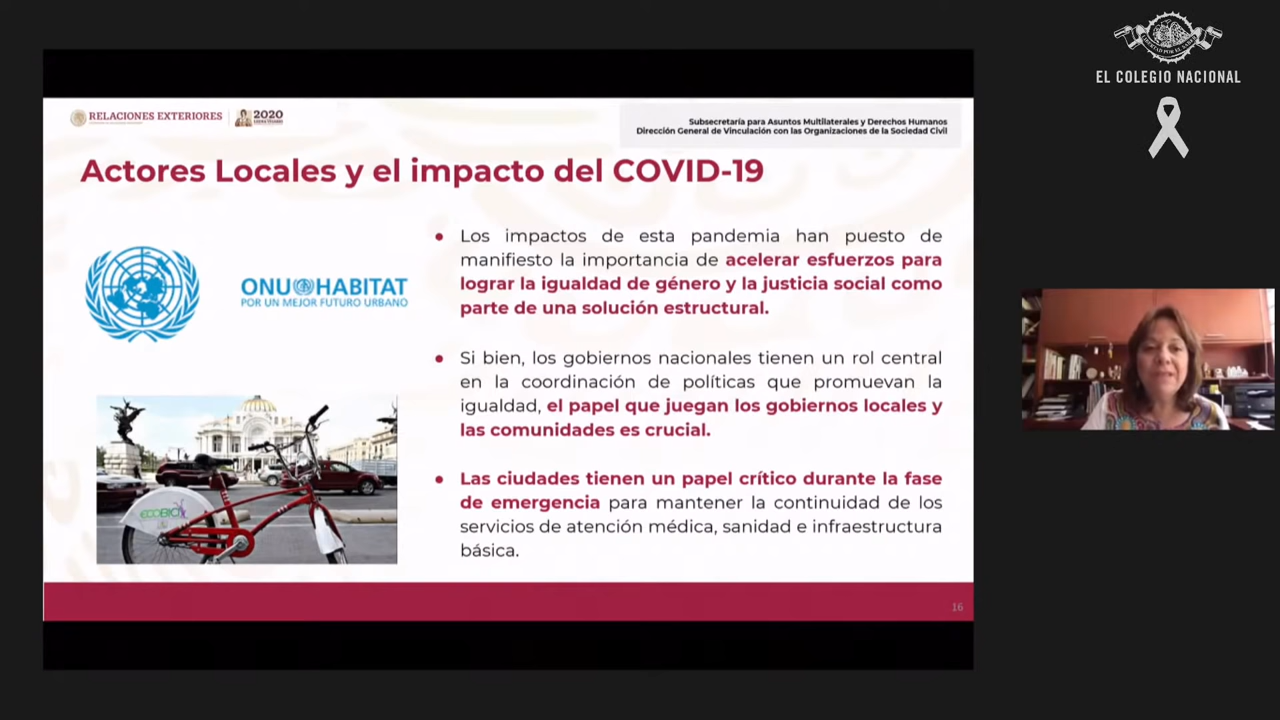 EL COLEGIO NACIONAL
RELACIONES EXTERIORES
2020
Subsecretaría para Asuntos Multilaterales y Derechos Humanos
Dirección General de Vinculación con las Organizaciones de la Sociedad Civil
Actores Locales y el impacto del COVID-19
ONU HABITAT
POR UN MEJOR FUTURO URBANO
ECOBICI
• Los impactos de esta pandemia han puesto de
manifiesto la importancia de acelerar esfuerzos para
lograr la igualdad de género y la justicia social como
parte de una solución estructural.
• Si bien, los gobiernos nacionales tienen un rol central
en la coordinación de políticas que promuevan la
igualdad, el papel que juegan los gobiernos locales y
las comunidades es crucial.
• Las ciudades tienen un papel crítico durante la fase
de emergencia para mantener la continuidad de los
servicios de atención médica, sanidad e infraestructura
básica.
16